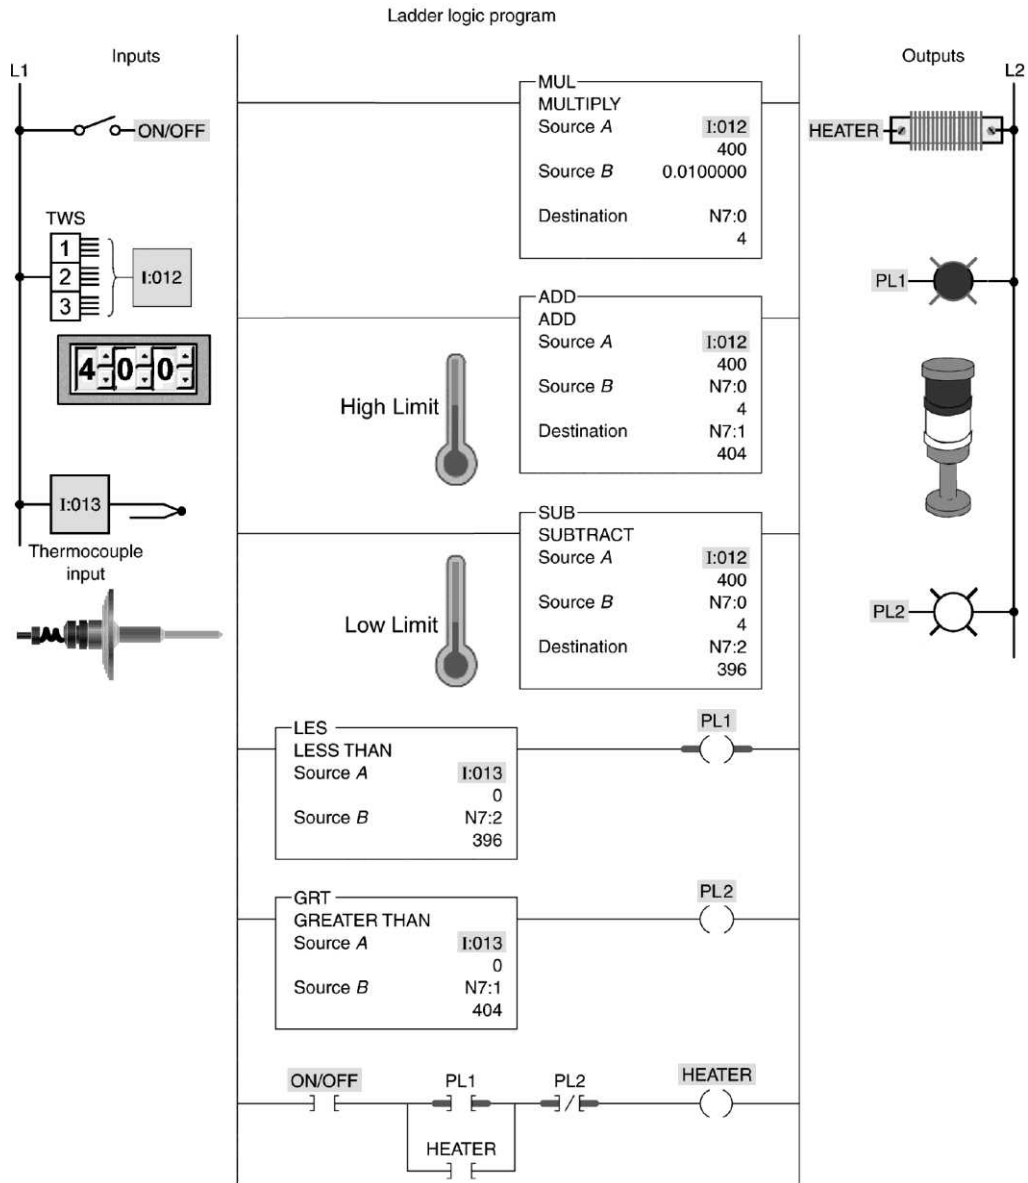 Ladder logic program
Inputs
Outputs
L1
L2
ON/OFF
HEATER
MUL
MULTIPLY
Source A I:012
400
Source B 0.0100000
Destination N7:0
4
TWS
1
2
3
I:012
PL1
400
ADD
ADD
Source A I:012
400
Source B N7:0
4
Destination N7:1
404
High Limit
I:013
Thermocouple
input
SUB
SUBTRACT
Source A I:012
400
Source B N7:0
4
Destination N7:2
396
Low Limit
PL2
LES
LESS THAN
Source A I:013
0
Source B N7:2
396
PL1
GRT
GREATER THAN
Source A I:013
0
Source B N7:1
404
PL2
ON/OFF PL1 PL2 HEATER
HEATER